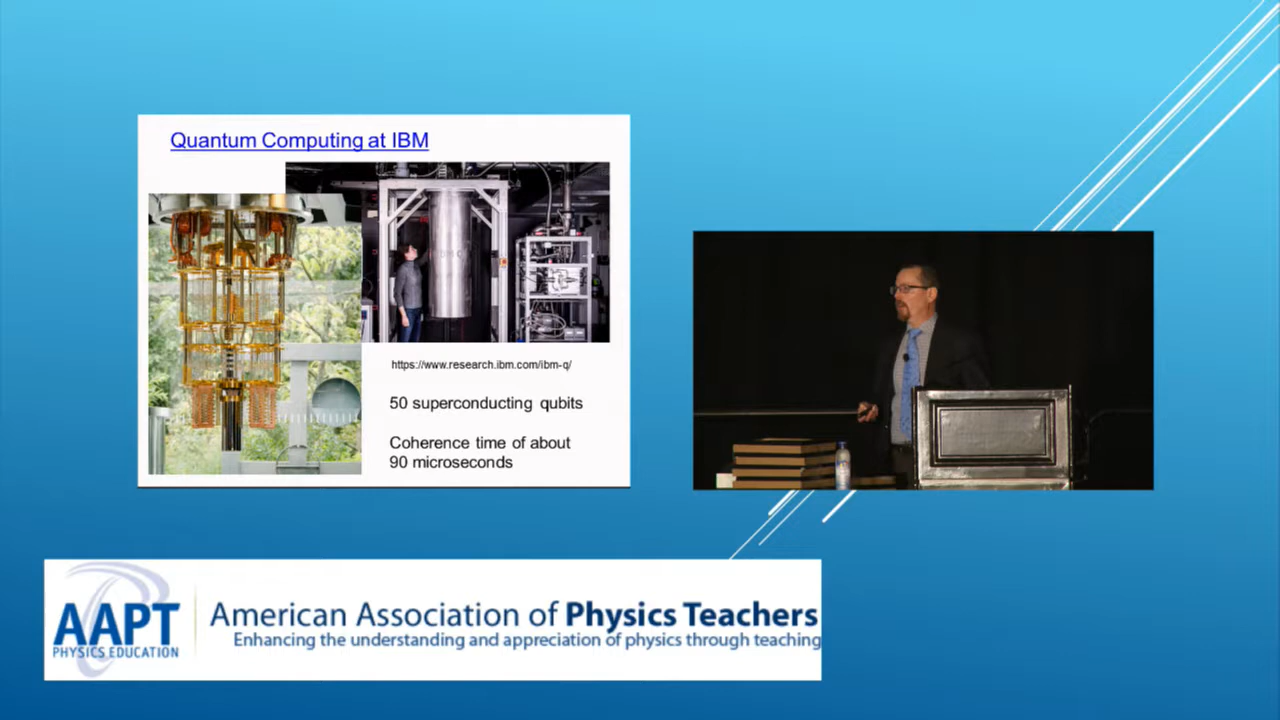 Quantum Computing at IBM
https://www.research.ibm.com/ibm-q/
50 superconducting qubits
Coherence time of about
90 microseconds
AAPT
PHYSICS EDUCATION
American Association of Physics Teachers
Enhancing the understanding and appreciation of physics through teaching